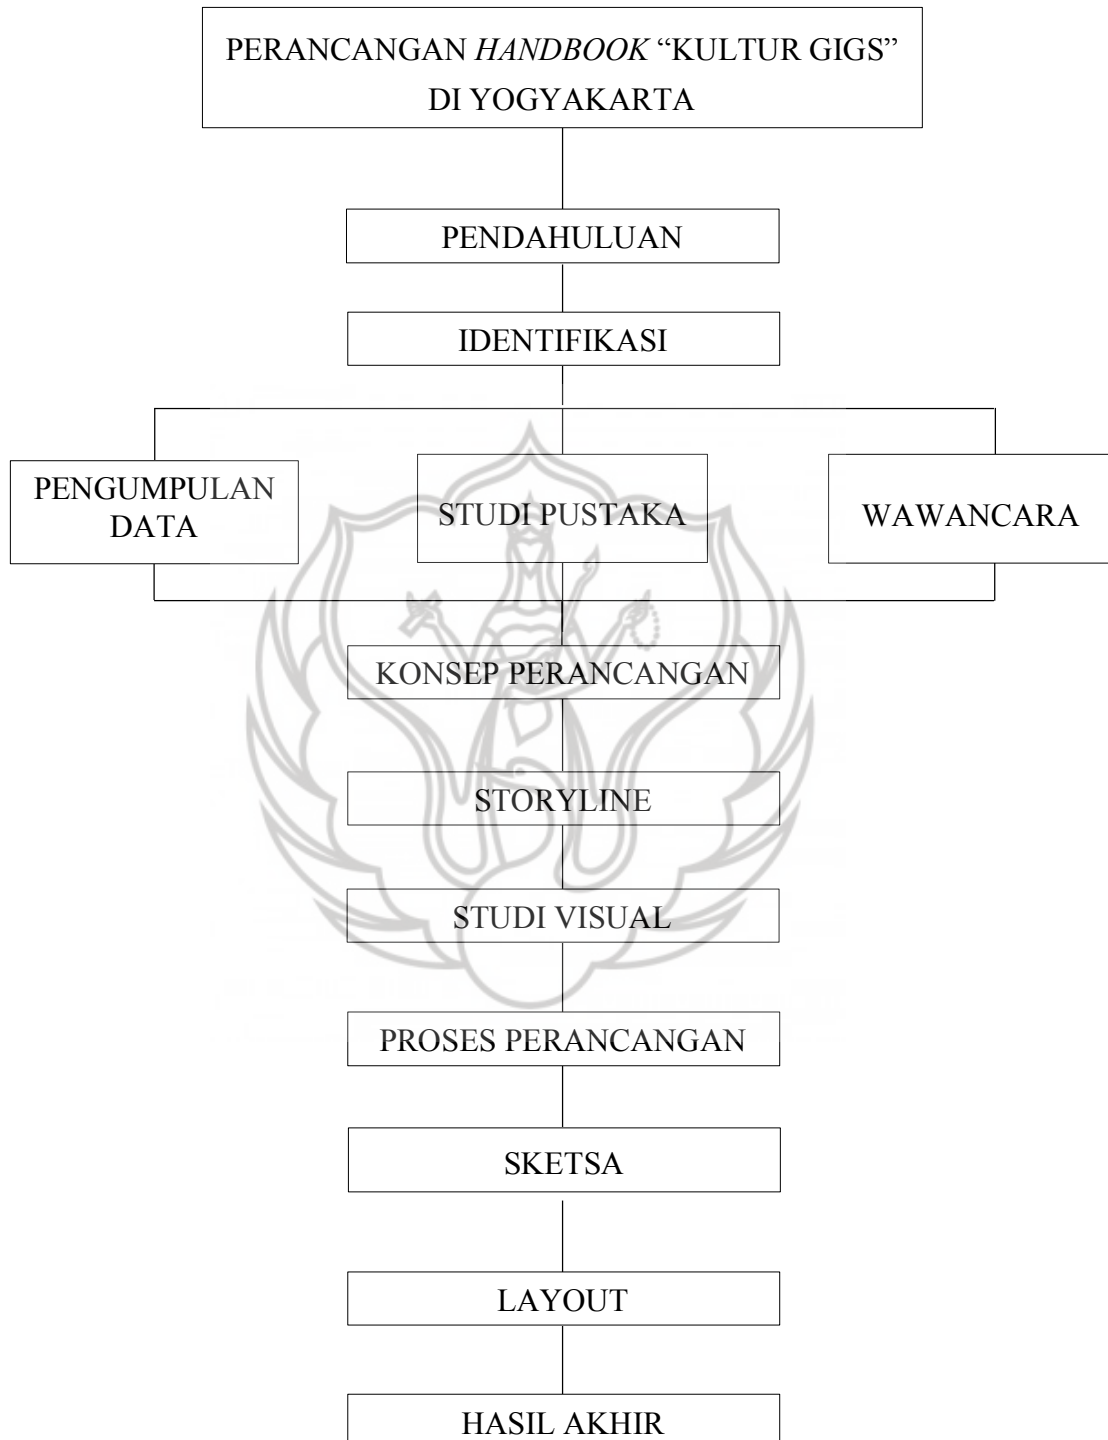 PERANCANGAN HANDBOOK “KULTUR GIGS”
DI YOGYAKARTA
PENDAHULUAN
IDENTIFIKASI
PENGUMPULAN
DATA
STUDI PUSTAKA
WAWANCARA
KONSEP PERANCANGAN
STORYLINE
STUDI VISUAL
PROSES PERANCANGAN
SKETSA
LAYOUT
HASIL AKHIR